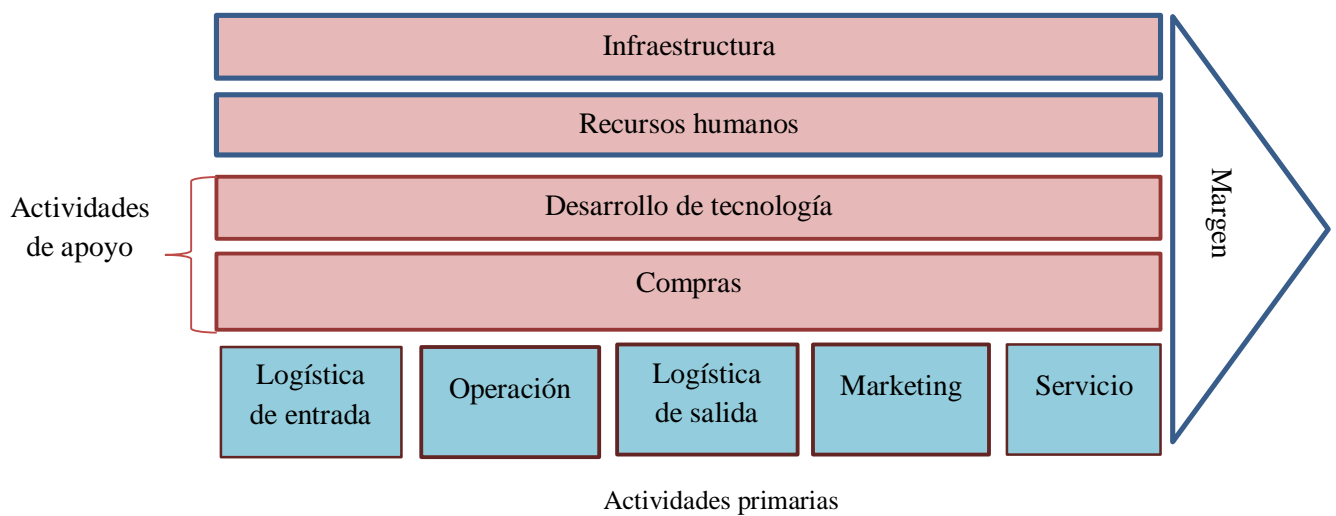 Infraestructura
Recursos humanos
Actividades
de apoyo
Desarrollo de tecnología
Compras
Margen
Logística
de entrada
Operación
Logística
de salida
Marketing
Servicio
Actividades primarias